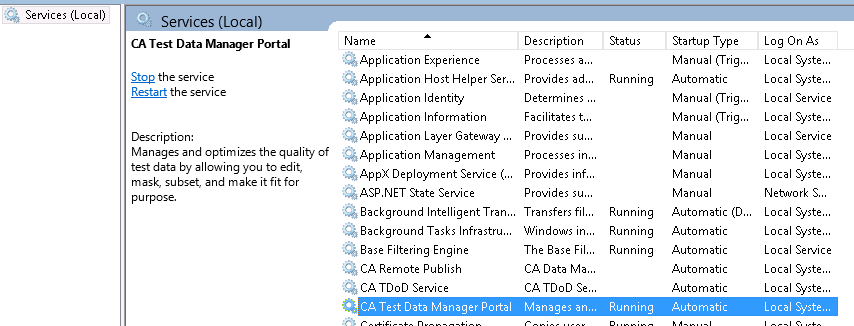 Services (Local)
Services (Local)
CA Test Data Manager Portal
Stop the service
Restart the service
Description:
Manages and optimizes the quality of
test data by allowing you to edit,
mask, subset, and make it fit for
purpose.
Name Description Status Startup Type Log On As
Application Experience Processes a... Manual (Trig... Local Syste...
Application Host Helper Ser... Provides ad... Running Automatic Local Syste...
Application Identity Determines ... Manual (Trig... Local Service
Application Information Facilitates t... Manual (Trig... Local Syste...
Application Layer Gateway ... Provides su... Manual Local Service
Application Management Processes in... Manual Local Syste...
AppX Deployment Service (... Provides inf... Manual Local Syste...
ASP.NET State Service Provides su... Manual Network S...
Background Intelligent Tran... Transfers fil... Running Automatic (D... Local Syste...
Background Tasks Infrastru... Windows in... Running Automatic Local Syste...
Base Filtering Engine The Base Fil... Running Automatic Local Service
CA Remote Publish CA Data Ma... Automatic Local Syste...
CA TDoD Service CA TDoD Se... Automatic Local Syste...
CA Test Data Manager Portal Manages an... Running Automatic Local Syste...
Certificate Propagation Copies user ... Running Manual Local Syste...